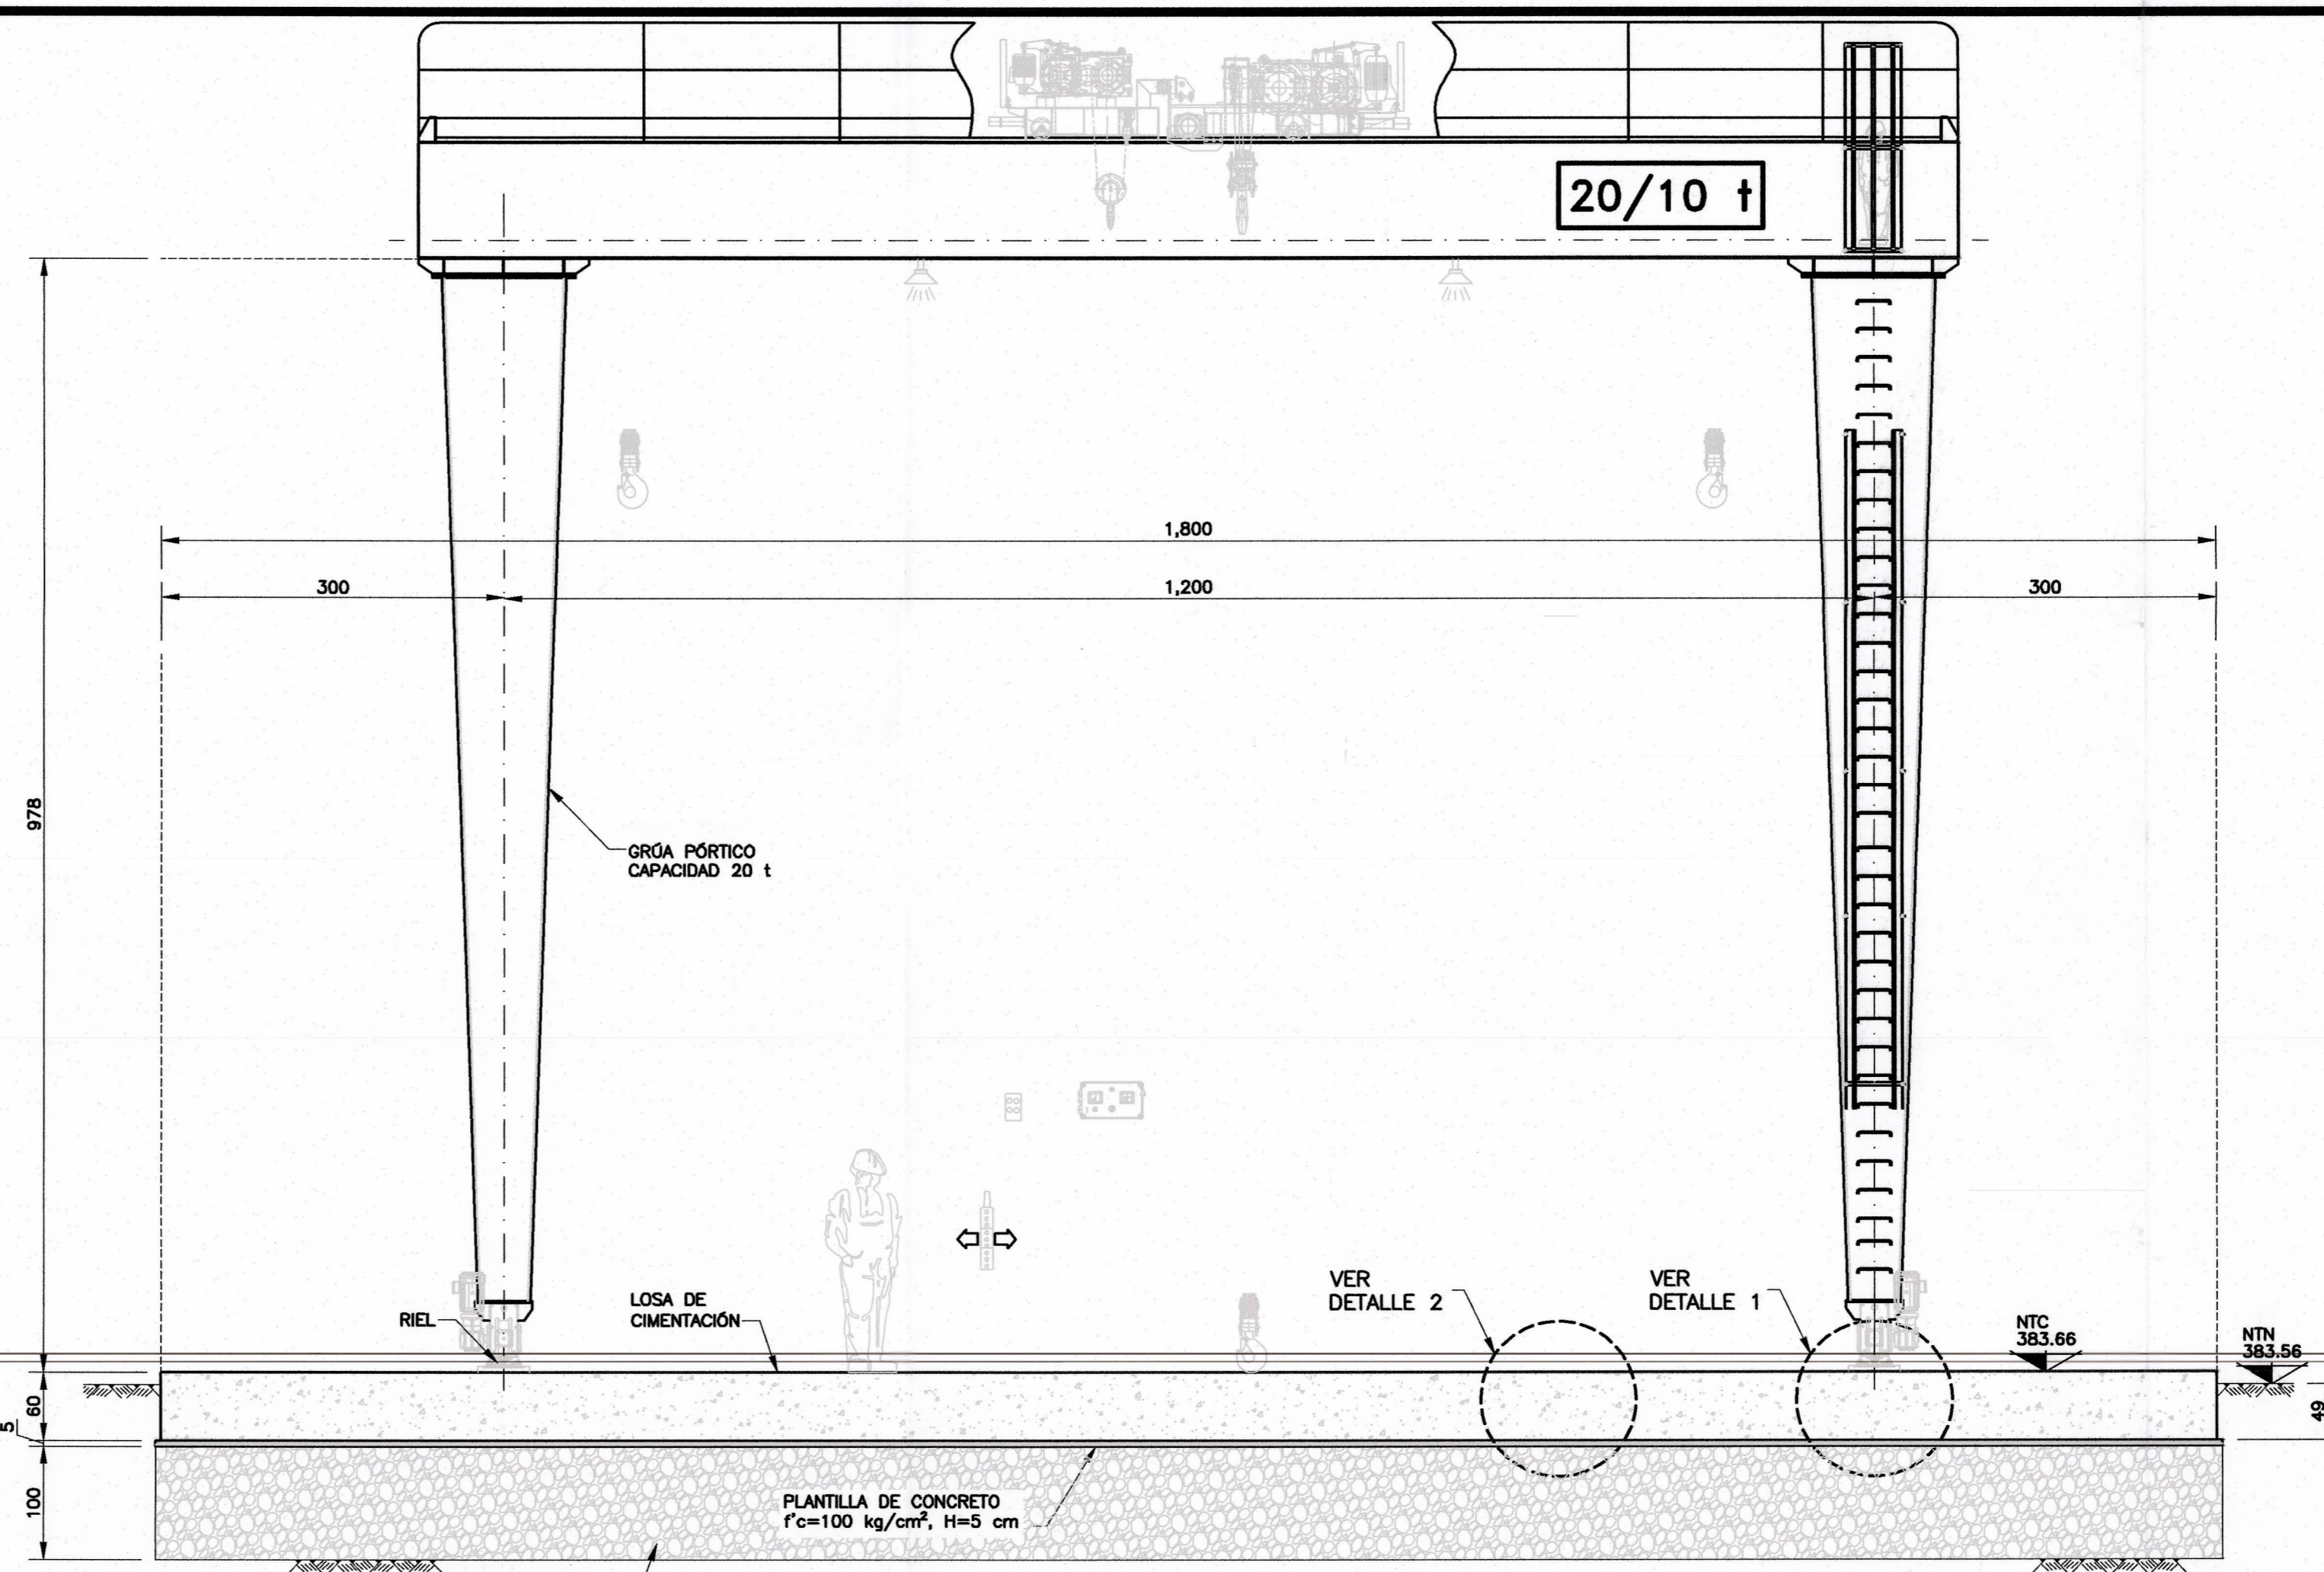 20/10 t
1,800
300
1,200
300
978
GRÚA PÓRTICO
CAPACIDAD 20 t
VER
DETALLE 2
VER
DETALLE 1
RIEL
LOSA DE
CIMENTACIÓN
NTC
383.66
NTN
383.56
60
5
49
100
PLANTILLA DE CONCRETO
f'c=100 kg/cm², H=5 cm